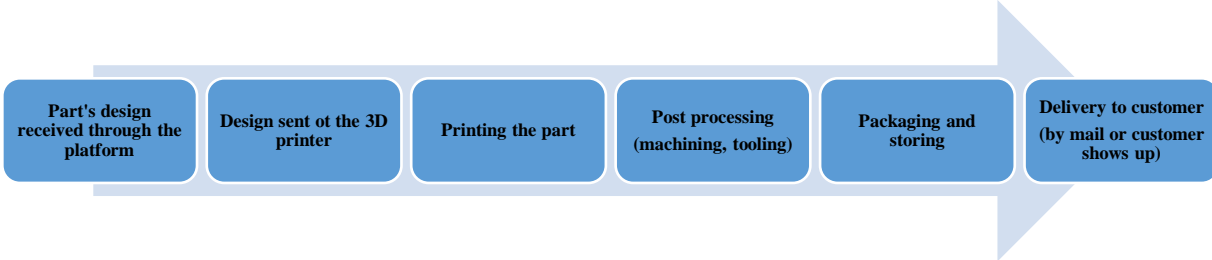 Part's design
received through the
platform
Design sent ot the 3D
printer
Printing the part
Post processing
(machining, tooling)
Packaging and
storing
Delivery to customer
(by mail or customer
shows up)